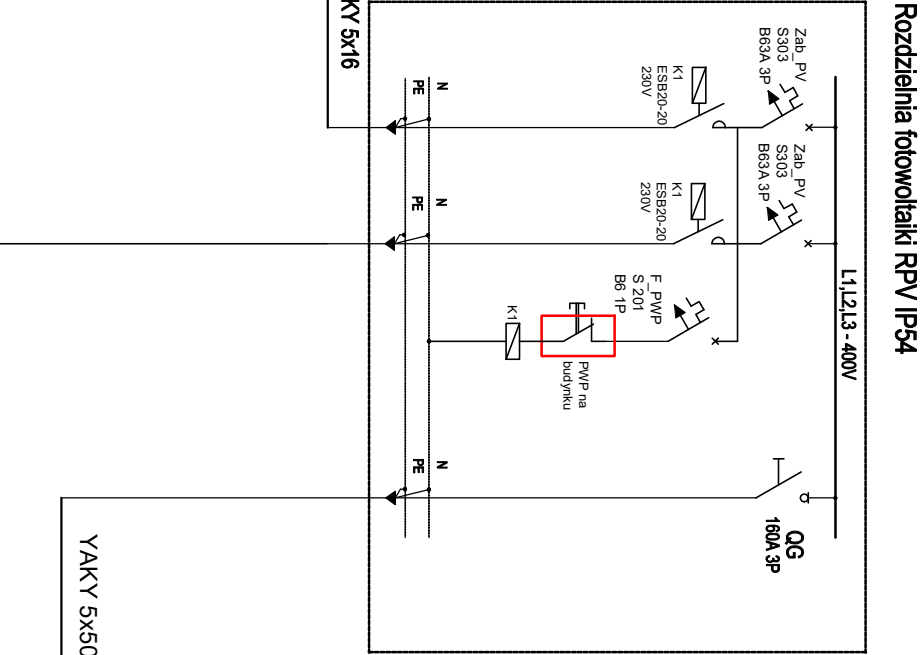 Rozdzielnia fotowoltaiki RPV IP54
L1,L2,L3 - 400V
Zab_PV
S303
B63A 3P
Zab_PV
S303
B63A 3P
K1
ESB20-20
230V
K1
ESB20-20
230V
F_PWP
S 201
B6 1P
PWP na
budynku
K1
QG
160A 3P
N
PE
N
PE
N
PE
KY 5x16
YAKY 5x50